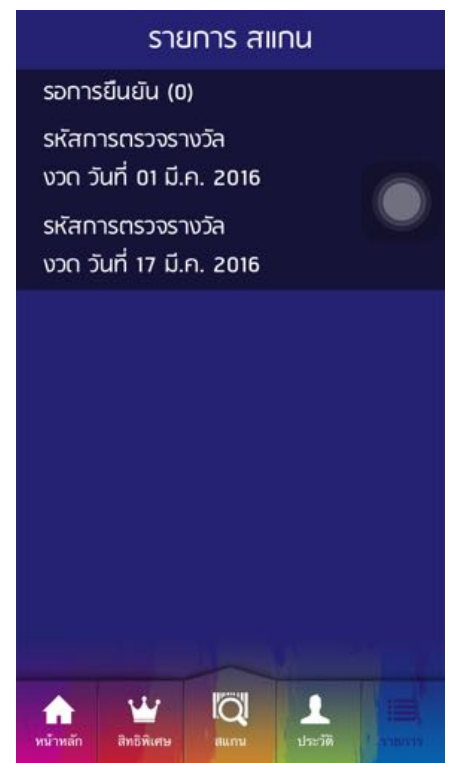 รายการ สแกน
รอการยืนยัน (0)
รหัสการตรวจรางวัล
งวด วันที่ 01 มี.ค. 2016
รหัสการตรวจรางวัล
งวด วันที่ 17 มี.ค. 2016
หน้าหลัก
สิทธิพิเศษ
สแกน
ประวัติ
รายการ